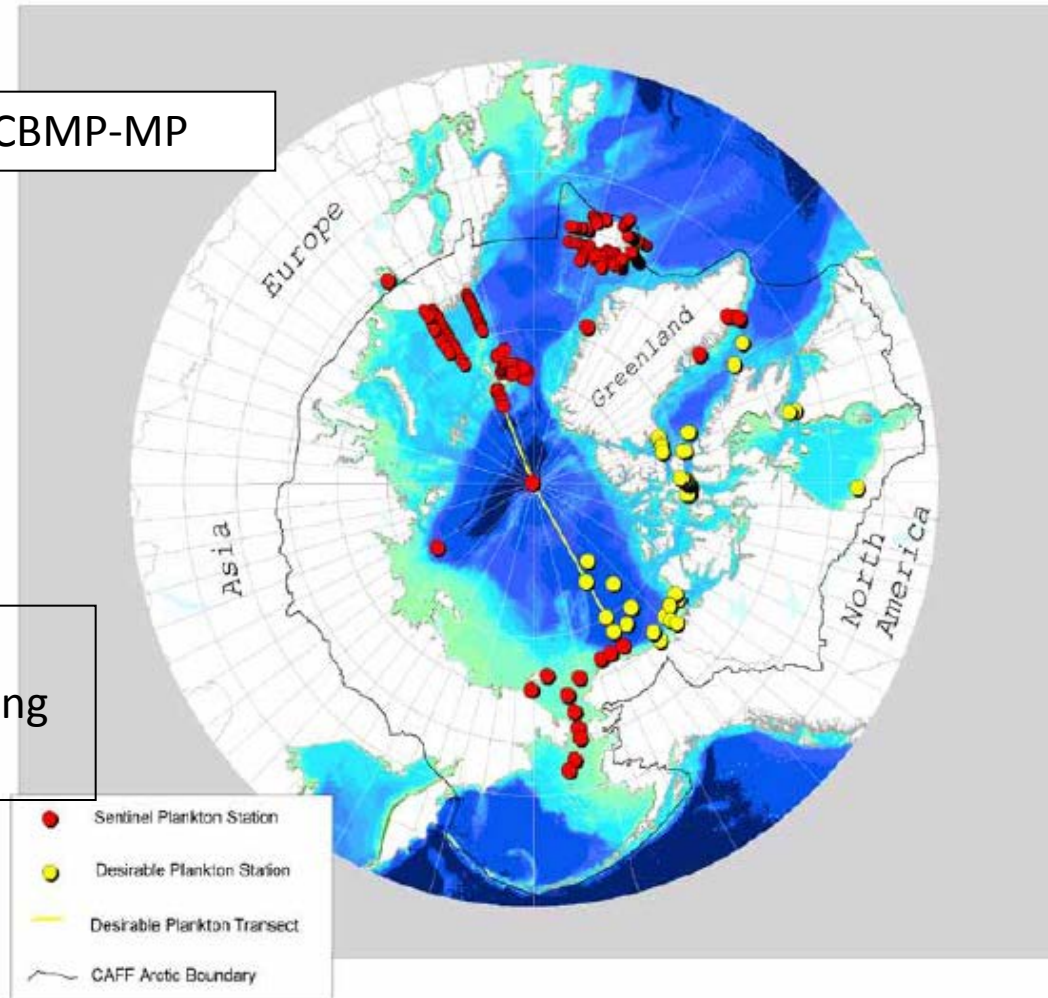 CBMP-MP
Europe
Greenland
Asia
North
America
ng
Sentinel Plankton Station
Desirable Plankton Station
Desirable Plankton Transect
CAFF Arctic Boundary